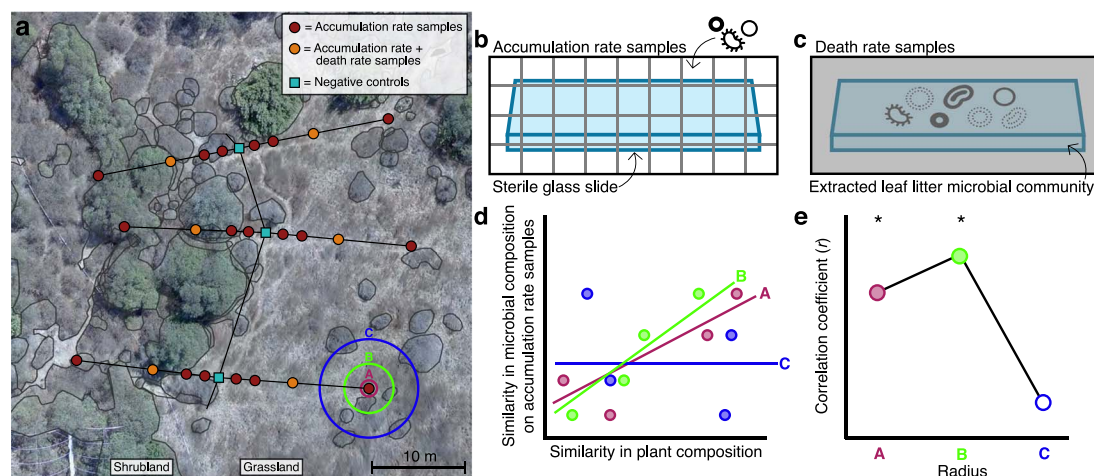 a
= Accumulation rate samples
= Accumulation rate +
death rate samples
= Negative controls
C
B
A
Shrubland
Grassland
10 m
b
Accumulation rate samples
Sterile glass slide
c
Death rate samples
Extracted leaf litter microbial community
d
Similarity in microbial composition
on accumulation rate samples
B
A
C
Similarity in plant composition
e
Correlation coefficient (r)
*
*
A
B
C
Radius